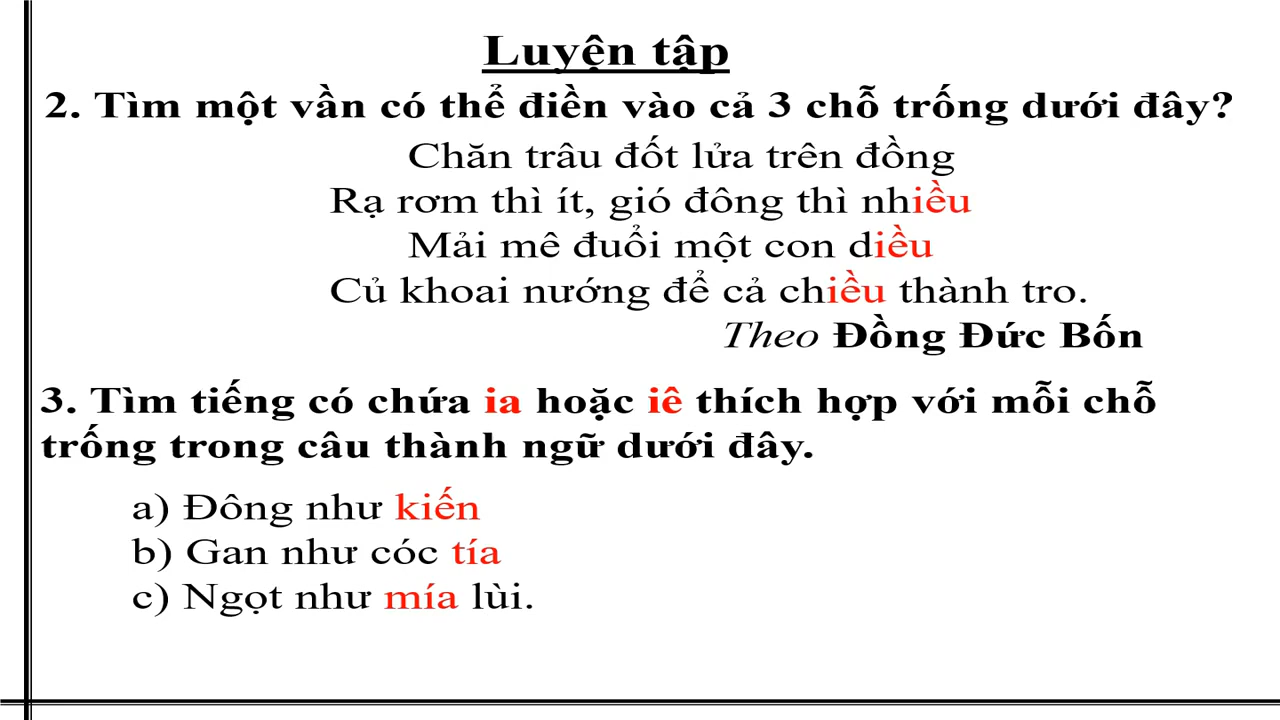 Luyện tập
2. Tìm một vần có thể điền vào cả 3 chỗ trống dưới đây?
Chăn trâu đốt lửa trên đồng
Rạ rơm thì ít, gió đông thì nhiều
Mải mê đuổi một con diều
Củ khoai nướng để cả chiều thành tro.
Theo Đồng Đức Bốn
3. Tìm tiếng có chứa ia hoặc iê thích hợp với mỗi chỗ
trống trong câu thành ngữ dưới đây.
a) Đông như kiến
b) Gan như cóc tía
c) Ngọt như mía lùi.